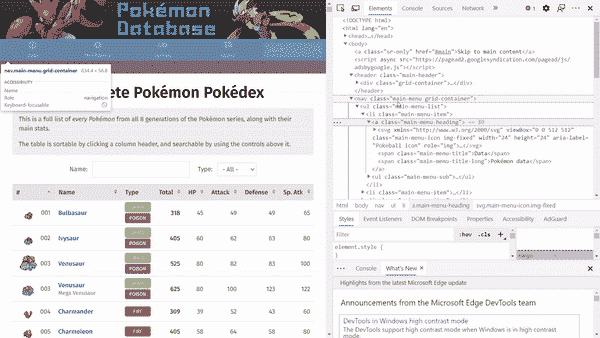 Pokémon
Database
nav.main-menu.grid-container
ACCESSIBILITY
Name
Role navigation
Keyboard-focusable
ete Pokémon Pokédex
This is a full list of every Pokémon from all 8 generations of the Pokémon series, along with their
main stats.
The table is sortable by clicking a column header, and searchable by using the controls above it.
Name: Type: - All -
# Name Type Total HP Attack Defense Sp. Atk
001 Bulbasaur POISON 318 45 49 49 65
002 Ivysaur POISON 405 60 62 63 80
003 Venusaur POISON 525 80 82 83 100
003 Venusaur POISON 625 80 100 123 122
Mega Venusaur
004 Charmander FIRE 309 39 52 43 60
005 Charmeleon FIRE 405 58 64 58 80
Elements Console Sources Network
<!DOCTYPE html>
<html lang="en">
<head>…</head>
<body>
<a class="sr-only" href="#main">Skip to main content</a>
<script async src="https://pagead2.googlesyndication.com/pagead/js/
adsbygoogle.js"></script>
<header class="main-header">
<div class="grid-container">…</div>
</header>
<nav class="main-menu grid-container">
<ul class="main-menu-list">
<li class="main-menu-item">
<a class="main-menu-heading"> == $0
<svg xmlns="http://www.w3.org/2000/svg" viewBox="0 0 512 512"
class="main-menu-icon img-fixed" width="24" height="24" aria-label=
"Pokeball icon" role="img">…</svg>
<span class="main-menu-title">Data</span>
<span class="main-menu-title-long">Pokémon data</span>
</a>
<ul class="main-menu-sub">…</ul>
</li>
<li class="main-menu-item">…</li>
html body nav ul li a.main-menu-heading svg.main-menu-icon.img-fixed
Styles Event Listeners DOM Breakpoints Properties Accessibility AdGuard
Filter :hov .cls +
element.style {
}
Console What's New
Highlights from the latest Microsoft Edge update
Announcements from the Microsoft Edge DevTools team
DevTools in Windows high contrast mode
The DevTools support high contrast mode when Windows is in high contrast
mode.